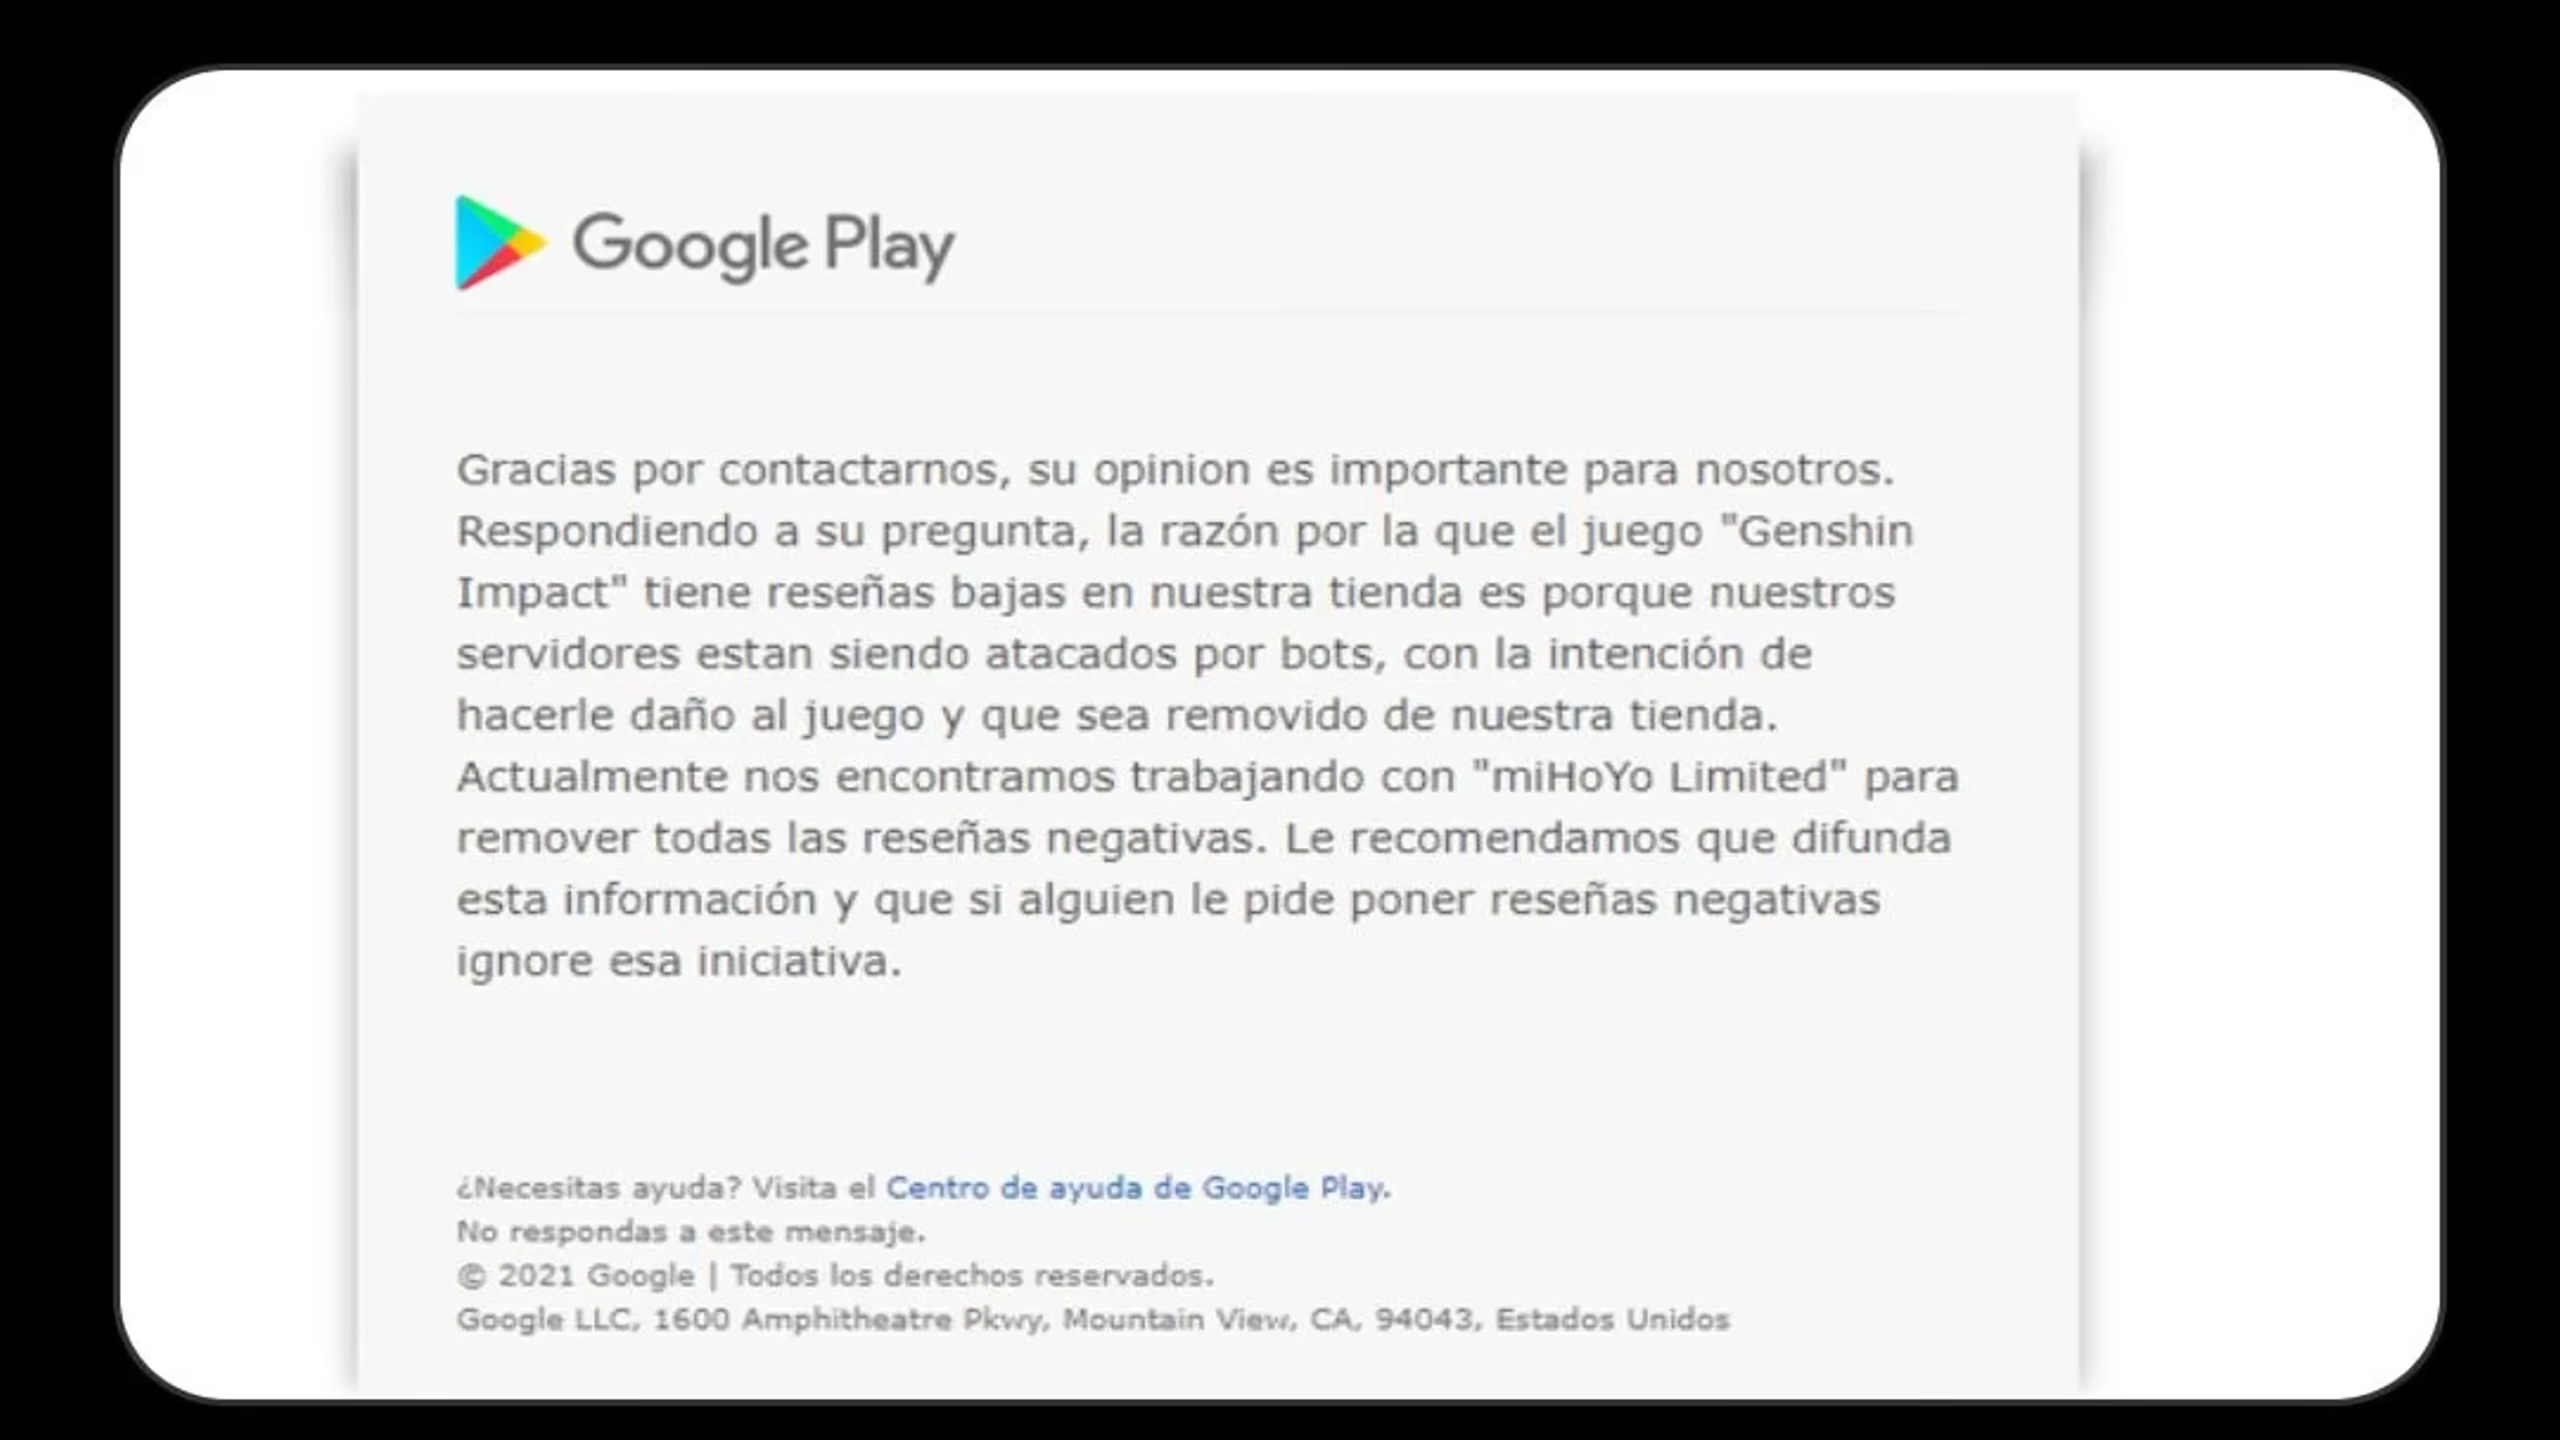 Google Play
Gracias por contactarnos, su opinion es importante para nosotros.
Respondiendo a su pregunta, la razón por la que el juego "Genshin
Impact" tiene reseñas bajas en nuestra tienda es porque nuestros
servidores estan siendo atacados por bots, con la intención de
hacerle daño al juego y que sea removido de nuestra tienda.
Actualmente nos encontramos trabajando con "miHoYo Limited" para
remover todas las reseñas negativas. Le recomendamos que difunda
esta información y que si alguien le pide poner reseñas negativas
ignore esa iniciativa.
¿Necesitas ayuda? Visita el Centro de ayuda de Google Play.
No respondas a este mensaje.
© 2021 Google | Todos los derechos reservados.
Google LLC, 1600 Amphitheatre Pkwy, Mountain View, CA, 94043, Estados Unidos